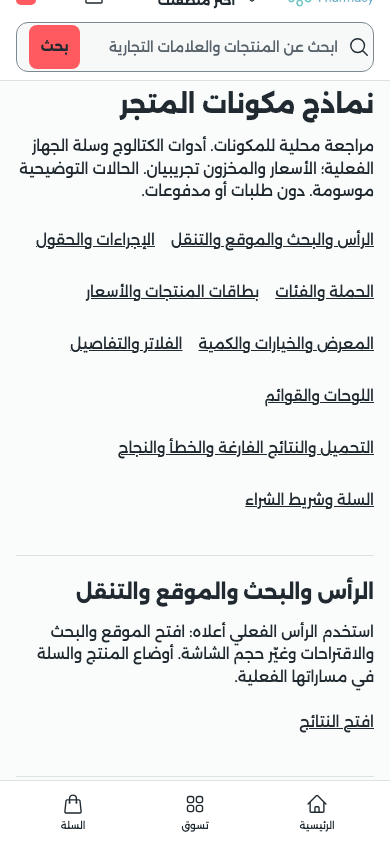 Pharmacy
اختر منطقتك
ابحث عن المنتجات والعلامات التجارية
بحث
نماذج مكونات المتجر
مراجعة محلية للمكونات. أدوات الكتالوج وسلة الجهاز
الفعلية؛ الأسعار والمخزون تجريبيان. الحالات التوضيحية
موسومة. دون طلبات أو مدفوعات.
الرأس والبحث والموقع والتنقل الإجراءات والحقول
الحملة والفئات بطاقات المنتجات والأسعار
المعرض والخيارات والكمية الفلاتر والتفاصيل
اللوحات والقوائم
التحميل والنتائج الفارغة والخطأ والنجاح
السلة وشريط الشراء
الرأس والبحث والموقع والتنقل
استخدم الرأس الفعلي أعلاه: افتح الموقع والبحث
والاقتراحات وغيّر حجم الشاشة. أوضاع المنتج والسلة
في مساراتها الفعلية.
افتح النتائج
الرئيسية
تسوق
السلة